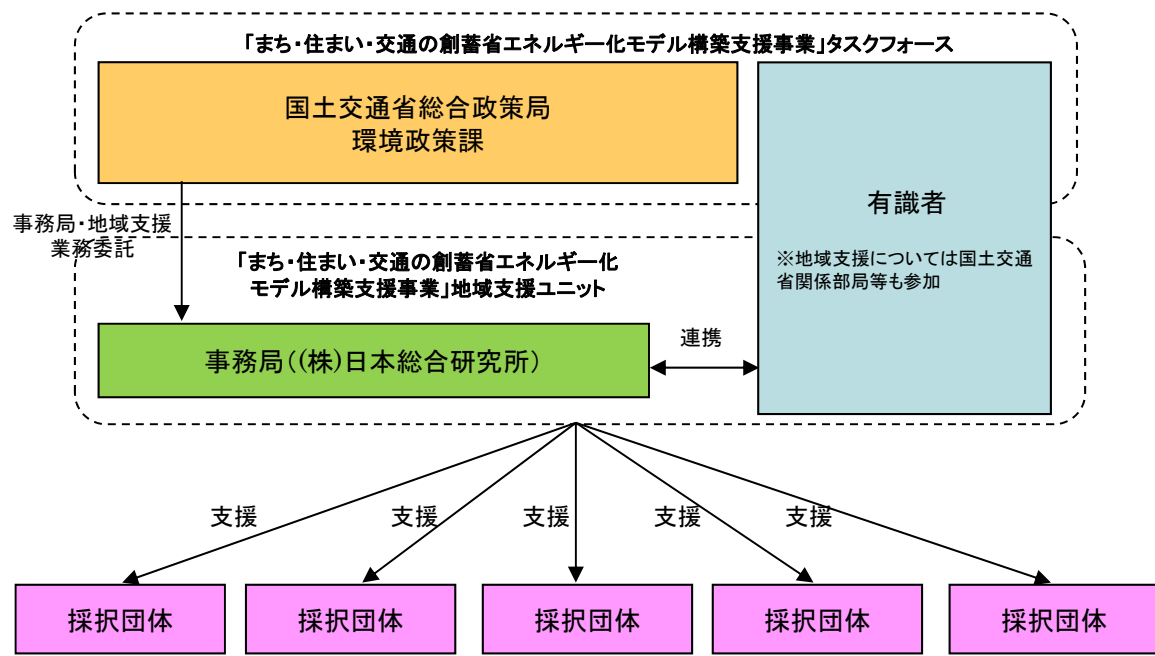 「まち・住まい・交通の創蓄省エネルギー化モデル構築支援事業」タスクフォース
国土交通省総合政策局
環境政策課
有識者
※地域支援については国土交通
省関係部局等も参加
事務局・地域支援
業務委託
「まち・住まい・交通の創蓄省エネルギー化
モデル構築支援事業」地域支援ユニット
事務局((株)日本総合研究所)
連携
支援
支援
支援
支援
支援
採択団体
採択団体
採択団体
採択団体
採択団体